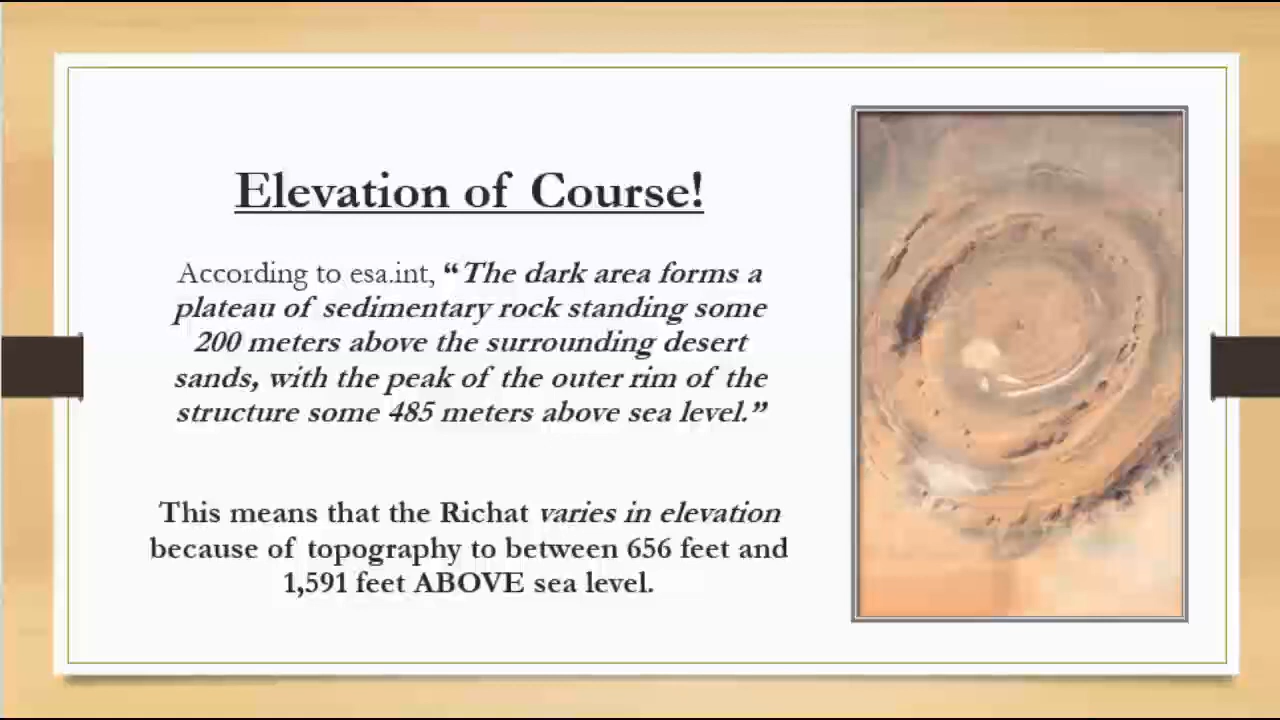 Elevation of Course!
According to esa.int, “The dark area forms a
plateau of sedimentary rock standing some
200 meters above the surrounding desert
sands, with the peak of the outer rim of the
structure some 485 meters above sea level.”
This means that the Richat varies in elevation
because of topography to between 656 feet and
1,591 feet ABOVE sea level.